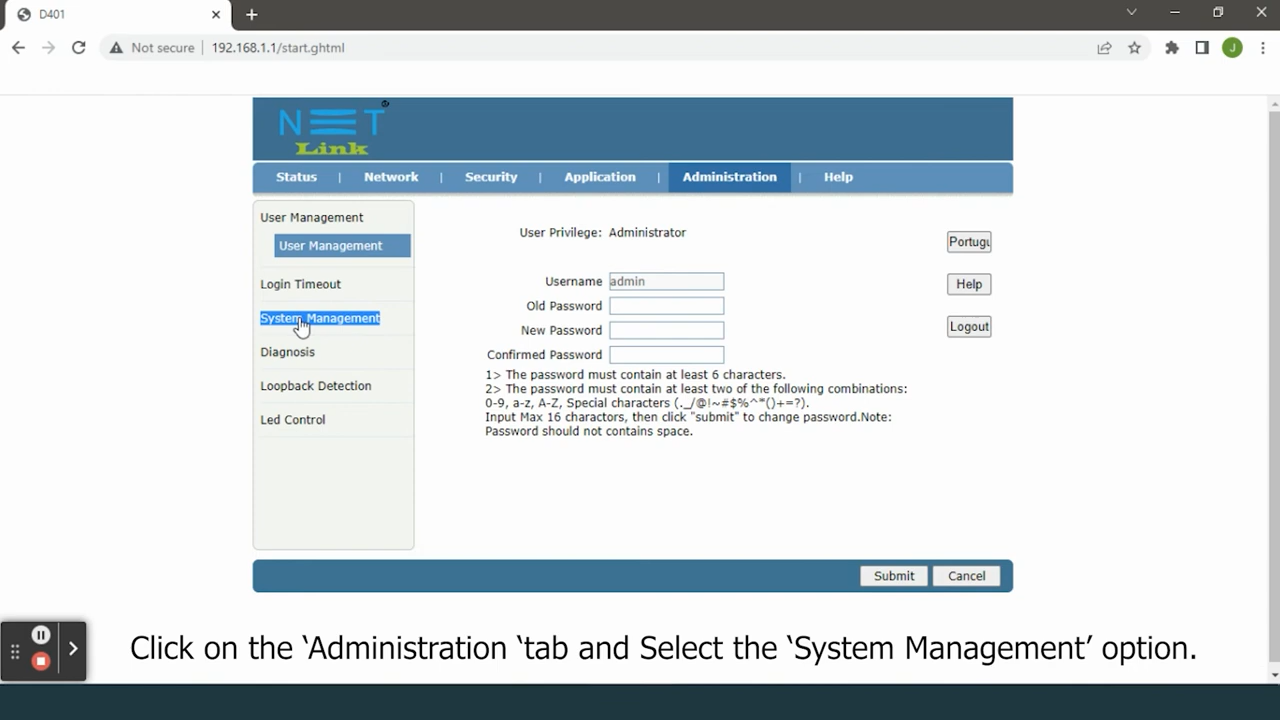 D401
Not secure
192.168.1.1/start.ghtml
J
NET
Link
Status | Network | Security | Application | Administration | Help
User Management
User Management
Login Timeout
System Management
Diagnosis
Loopback Detection
Led Control
User Privilege: Administrator
Username admin
Old Password
New Password
Confirmed Password
1> The password must contain at least 6 characters.
2> The password must contain at least two of the following combinations:
0-9, a-z, A-Z, Special characters (._/@!~#$%^*()+=?).
Input Max 16 charactors, then click "submit" to change password.Note:
Password should not contains space.
Portugu
Help
Logout
Submit Cancel
Click on the ‘Administration ‘tab and Select the ‘System Management’ option.